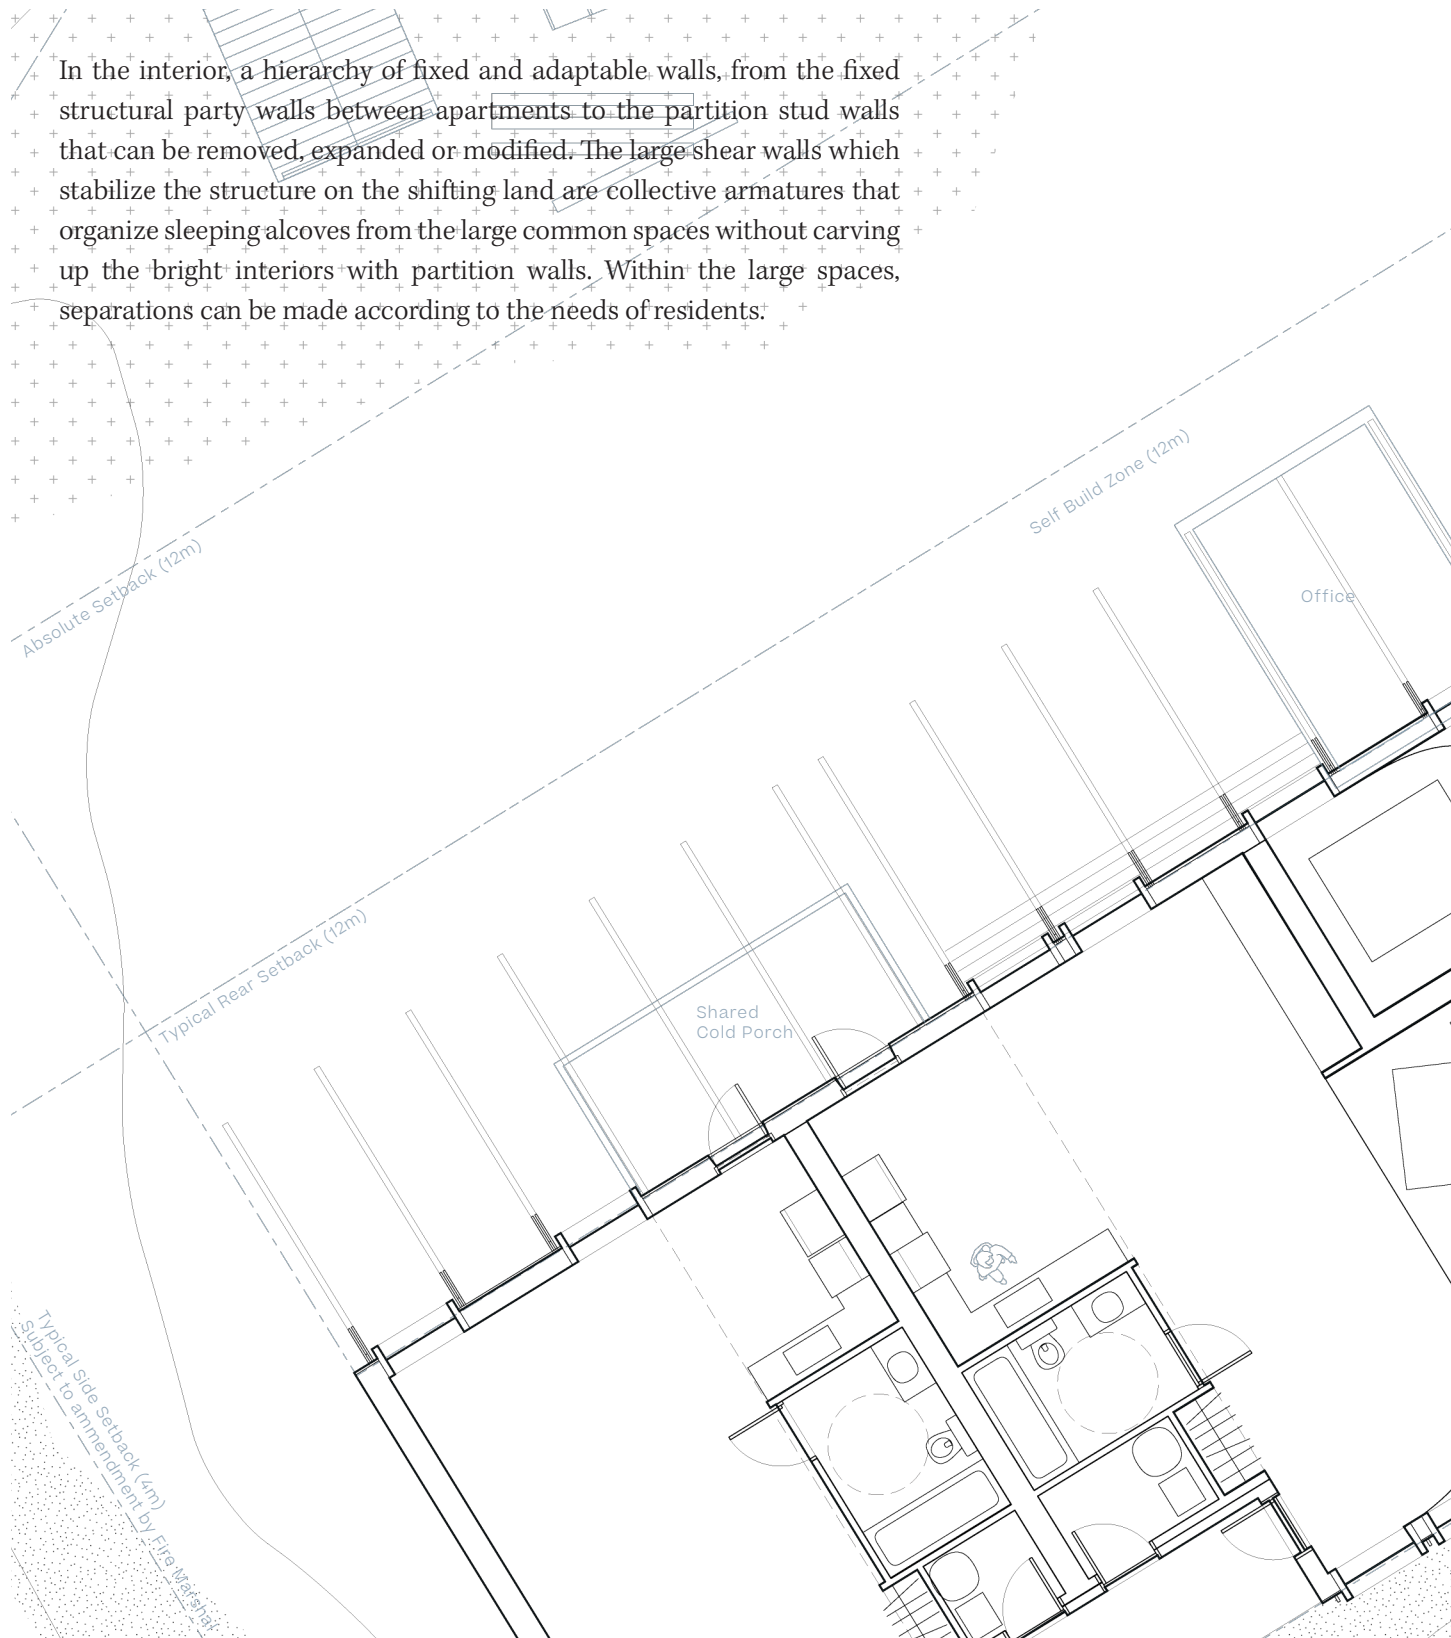 In the interior, a hierarchy of fixed and adaptable walls, from the fixed
structural party walls between apartments to the partition stud walls
that can be removed, expanded or modified. The large shear walls which
stabilize the structure on the shifting land are collective armatures that
organize sleeping alcoves from the large common spaces without carving
up the bright interiors with partition walls. Within the large spaces,
separations can be made according to the needs of residents.
Self Build Zone (12m)
Absolute Setback (12m)
Office
Typical Rear Setback (12m)
Shared
Cold Porch
Typical Side Setback (4m)
Subject to ammendment by Fire Marshal